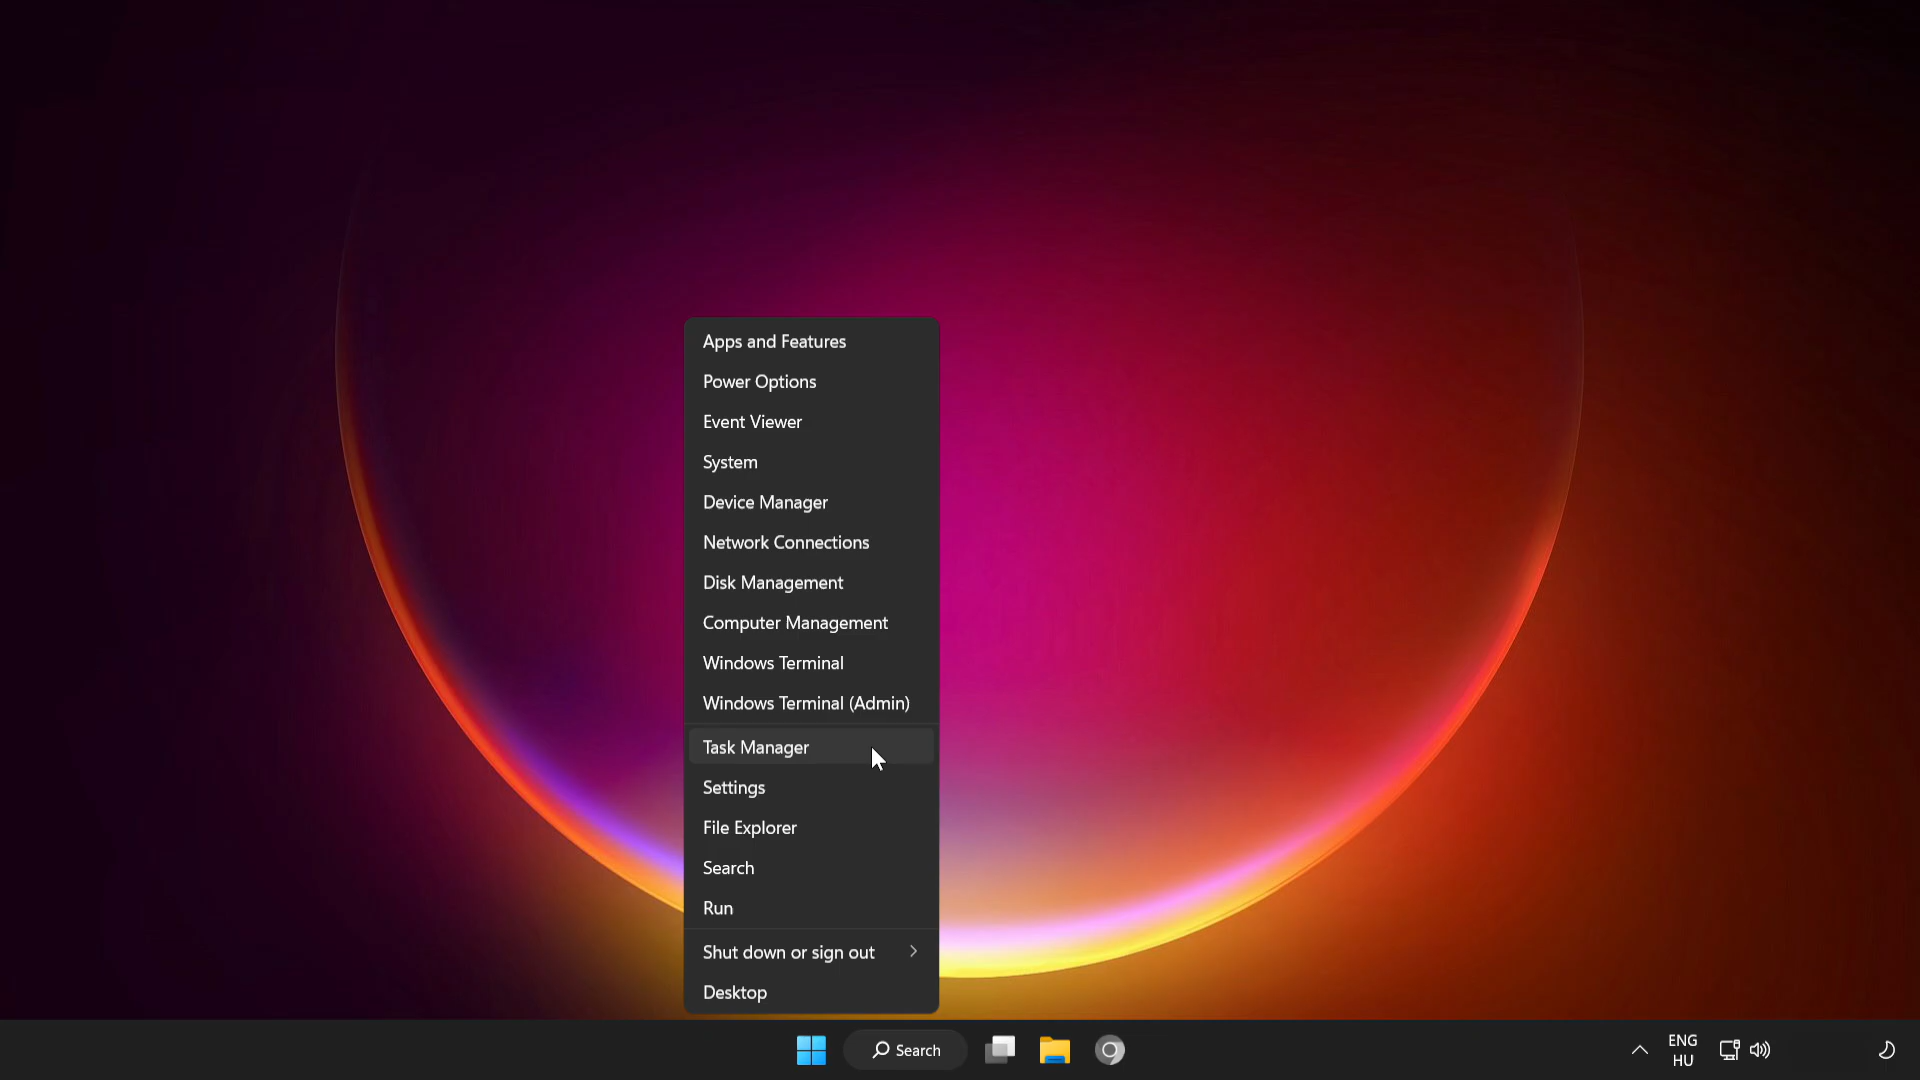 Apps and Features
Power Options
Event Viewer
System
Device Manager
Network Connections
Disk Management
Computer Management
Windows Terminal
Windows Terminal (Admin)
Task Manager
Settings
File Explorer
Search
Run
Shut down or sign out
Desktop
Search
ENG
HU